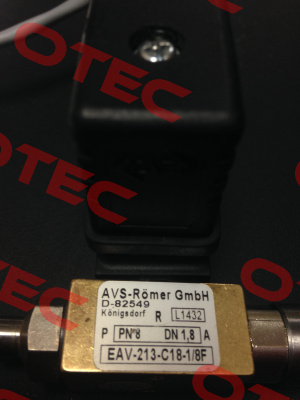 OTEC
OTEC
OTEC
AVS-Römer GmbH
D-82549
Königsdorf R L1432
P PN"8 DN 1,8 A
EAV-213-C18-1/8F
OTEC
OTEC